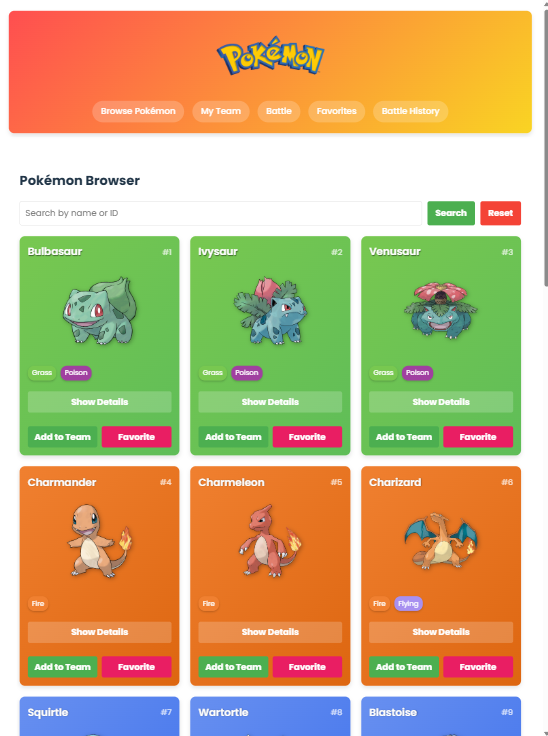 POKéMON
Browse Pokémon My Team Battle Favorites Battle History
Pokémon Browser
Search by name or ID Search Reset
Bulbasaur #1 Ivysaur #2 Venusaur #3
Grass Poison Grass Poison Grass Poison
Show Details Show Details Show Details
Add to Team Favorite Add to Team Favorite Add to Team Favorite
Charmander #4 Charmeleon #5 Charizard #6
Fire Fire Fire Flying
Show Details Show Details Show Details
Add to Team Favorite Add to Team Favorite Add to Team Favorite
Squirtle #7 Wartortle #8 Blastoise #9